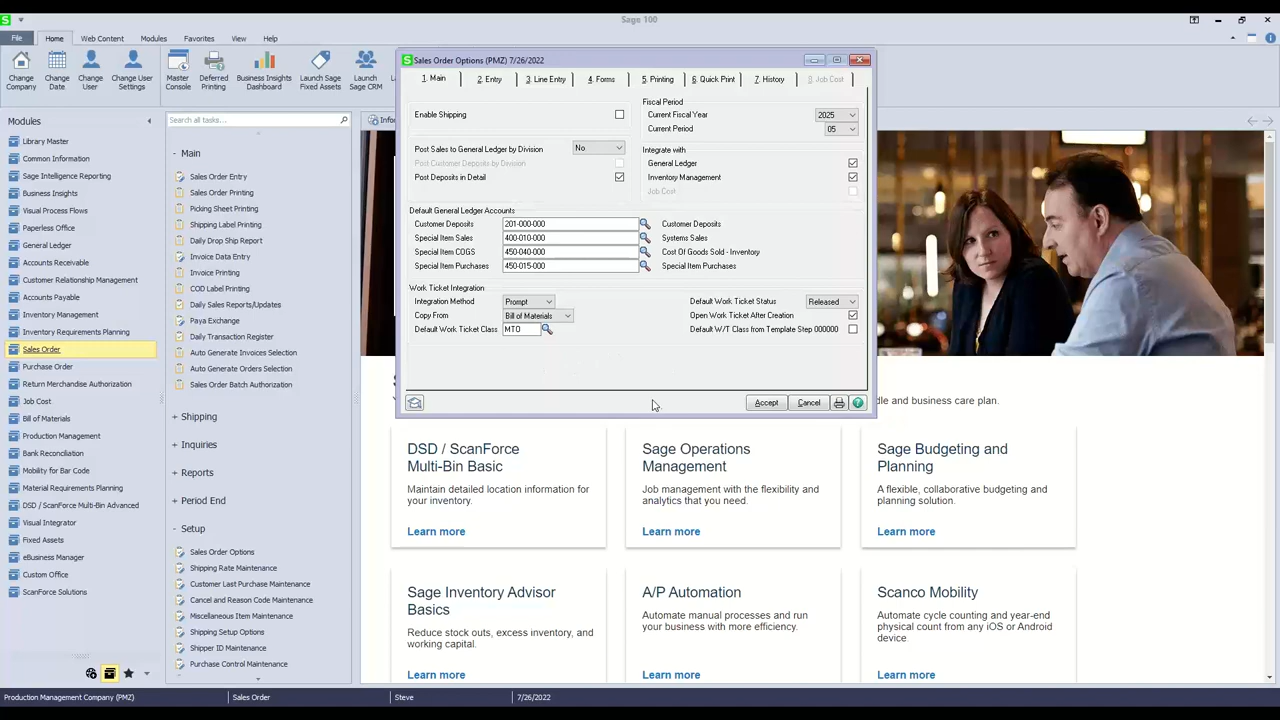 S
Sage 100
File
Home
Web Content
Modules
Favorites
View
Help
Change Company
Change Date
Change User
Change User Settings
Master Console
Deferred Printing
Business Insights Dashboard
Launch Sage Fixed Assets
Launch Sage CRM
Modules
Library Master
Common Information
Sage Intelligence Reporting
Business Insights
Visual Process Flows
Paperless Office
General Ledger
Accounts Receivable
Customer Relationship Management
Accounts Payable
Inventory Management
Inventory Requirements Planning
Sales Order
Purchase Order
Return Merchandise Authorization
Job Cost
Bill of Materials
Production Management
Bank Reconciliation
Mobility for Bar Code
Material Requirements Planning
DSD / ScanForce Multi-Bin Advanced
Visual Integrator
Fixed Assets
eBusiness Manager
Custom Office
ScanForce Solutions
Search all tasks...
- Main
Sales Order Entry
Sales Order Printing
Picking Sheet Printing
Shipping Label Printing
Daily Drop Ship Report
Invoice Data Entry
Invoice Printing
COD Label Printing
Daily Sales Reports/Updates
Paya Exchange
Daily Transaction Register
Auto Generate Invoices Selection
Auto Generate Orders Selection
Sales Order Batch Authorization
+ Shipping
+ Inquiries
+ Reports
+ Period End
- Setup
Sales Order Options
Shipping Rate Maintenance
Customer Last Purchase Maintenance
Cancel and Reason Code Maintenance
Miscellaneous Item Maintenance
Shipping Setup Options
Shipper ID Maintenance
Purchase Control Maintenance
Sales Order Options (PMZ) 7/26/2022
1. Main
2. Entry
3. Line Entry
4. Forms
5. Printing
6. Quick Print
7. History
8. Job Cost
Enable Shipping
Post Sales to General Ledger by Division No
Post Customer Deposits by Division
Post Deposits in Detail
Fiscal Period
Current Fiscal Year 2025
Current Period 05
Integrate with
General Ledger
Inventory Management
Job Cost
Default General Ledger Accounts
Customer Deposits 201-000-000 Customer Deposits
Special Item Sales 400-010-000 Systems Sales
Special Item COGS 450-040-000 Cost Of Goods Sold - Inventory
Special Item Purchases 450-015-000 Special Item Purchases
Work Ticket Integration
Integration Method Prompt Default Work Ticket Status Released
Copy From Bill of Materials Open Work Ticket After Creation
Default Work Ticket Class MTO Default W/T Class from Template Step 000000
Accept
Cancel
dle and business care plan.
DSD / ScanForce
Multi-Bin Basic
Maintain detailed location information for
your inventory.
Learn more
Sage Operations
Management
Job management with the flexibility and
analytics that you need.
Learn more
Sage Budgeting and
Planning
A flexible, collaborative budgeting and
planning solution.
Learn more
Sage Inventory Advisor
Basics
Reduce stock outs, excess inventory, and
working capital.
Learn more
A/P Automation
Automate manual processes and run
your business with more efficiency.
Learn more
Scanco Mobility
Automate cycle counting and year-end
physical count from any iOS or Android
device.
Learn more
Production Management Company (PMZ)
Sales Order
Steve
7/26/2022